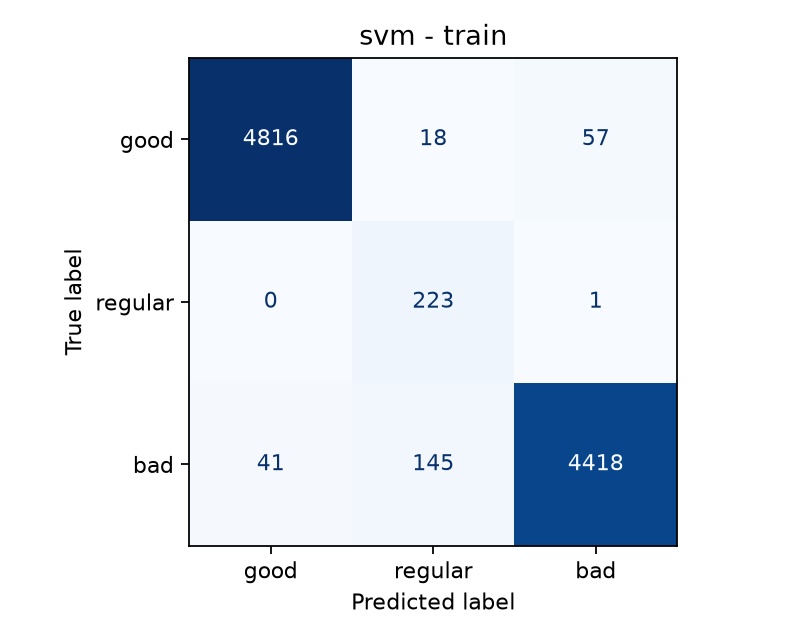 svm - train
good 4816 18 57
regular 0 223 1
bad 41 145 4418
good regular bad
Predicted label
True label